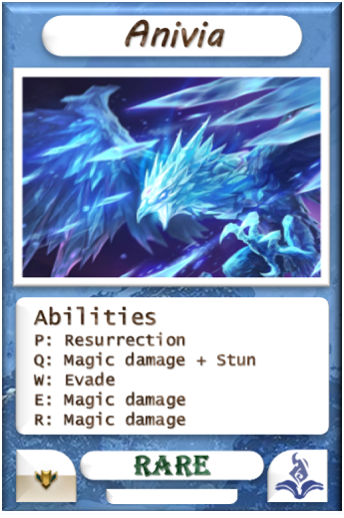 Anivia
Abilities
P: Resurrection
Q: Magic damage + Stun
W: Evade
E: Magic damage
R: Magic damage
RARE